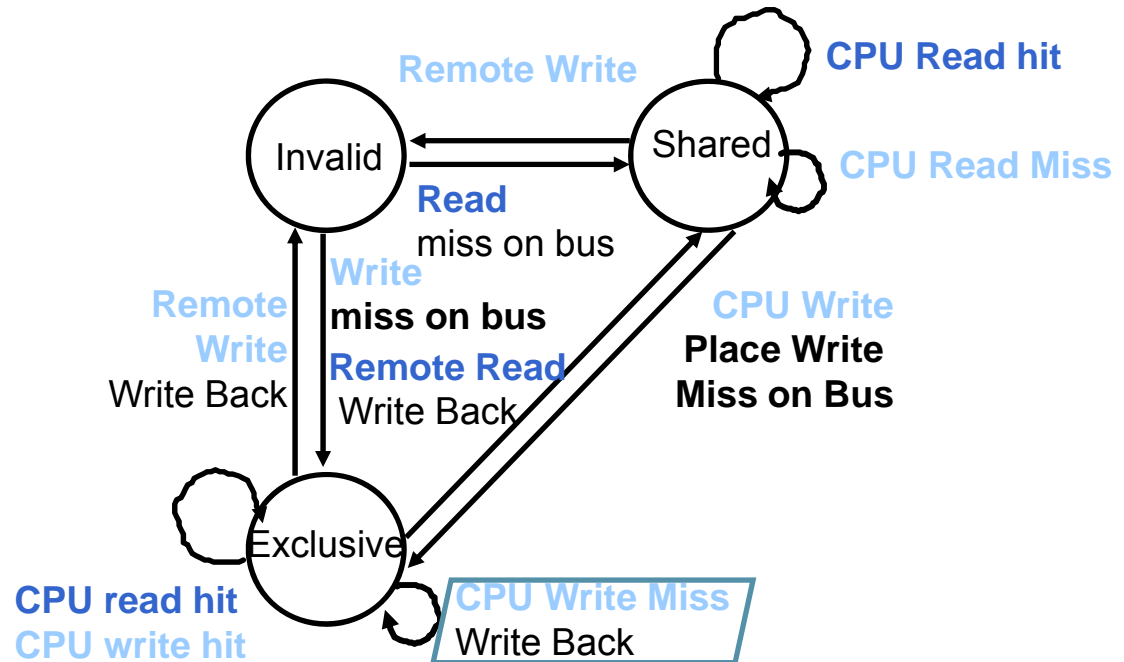 Remote Write
CPU Read hit
Invalid
Shared
CPU Read Miss
Read
miss on bus
Write
miss on bus
Remote
Write
Write Back
Remote Read
Write Back
CPU Write
Place Write
Miss on Bus
Exclusive
CPU read hit
CPU write hit
CPU Write Miss
Write Back